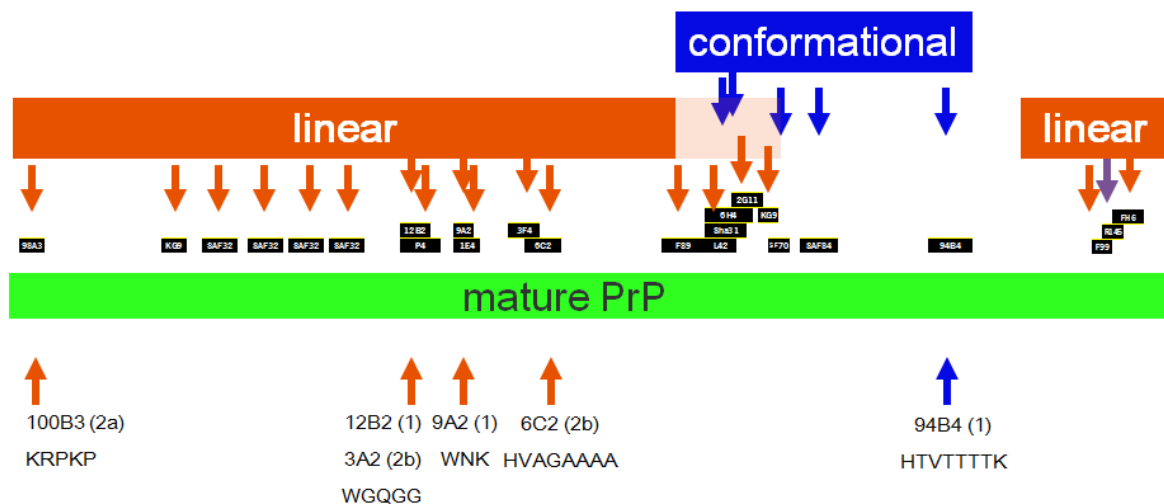 conformational
linear
linear
2G11
12B2
9A2
3F4
6H4
KG9
FH6
Sha31
R145
98A3
KG9
SAF32
SAF32
SAF32
SAF32
P4
1E4
6C2
F89
L42
SF70
SAF84
94B4
F99
mature PrP
100B3 (2a)
12B2 (1)
9A2 (1)
6C2 (2b)
94B4 (1)
KRPKP
3A2 (2b)
WNK
HVAGAAAA
HTVTTTTK
WGQGG